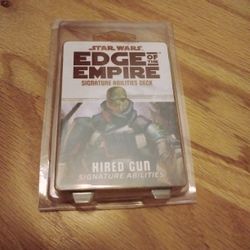 STAR WARS
EDGE OF
THE
EMPIRE
SIGNATURE ABILITIES DECK
HIRED GUN
SIGNATURE ABILITIES